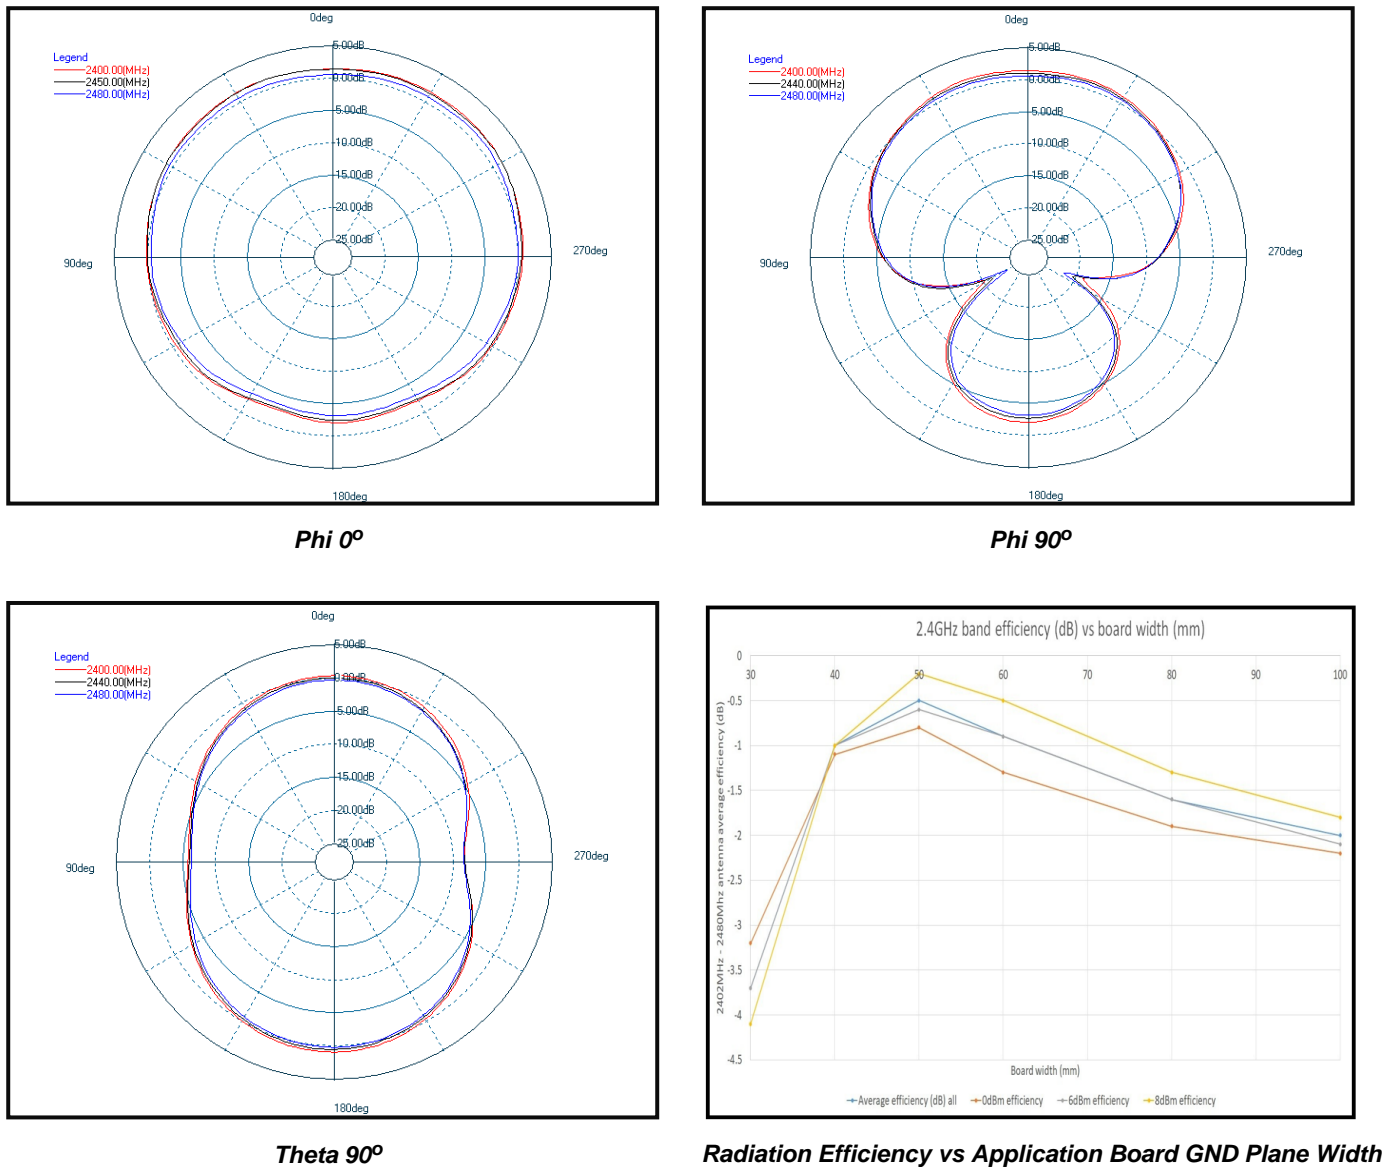 0deg
Legend
2400.00(MHz)
2450.00(MHz)
2480.00(MHz)
5.00dB
0.00dB
5.00dB
10.00dB
15.00dB
20.00dB
25.00dB
90deg
270deg
180deg
Phi 0º
0deg
Legend
2400.00(MHz)
2440.00(MHz)
2480.00(MHz)
5.00dB
0.00dB
5.00dB
10.00dB
15.00dB
20.00dB
25.00dB
90deg
270deg
180deg
Phi 90º
0deg
Legend
2400.00(MHz)
2440.00(MHz)
2480.00(MHz)
5.00dB
0.00dB
5.00dB
10.00dB
15.00dB
20.00dB
25.00dB
90deg
270deg
180deg
Theta 90º
2.4GHz band efficiency (dB) vs board width (mm)
0
30 40 50 60 80 100
-0.5
-1
-1.5
-2
-2.5
-3
-3.5
-4
-4.5
2402MHz - 2480Mhz antenna average efficiency (dB)
Board width (mm)
Average efficiency (dB) all 0dBm efficiency 6dBm efficiency 8dBm efficiency
Radiation Efficiency vs Application Board GND Plane Width